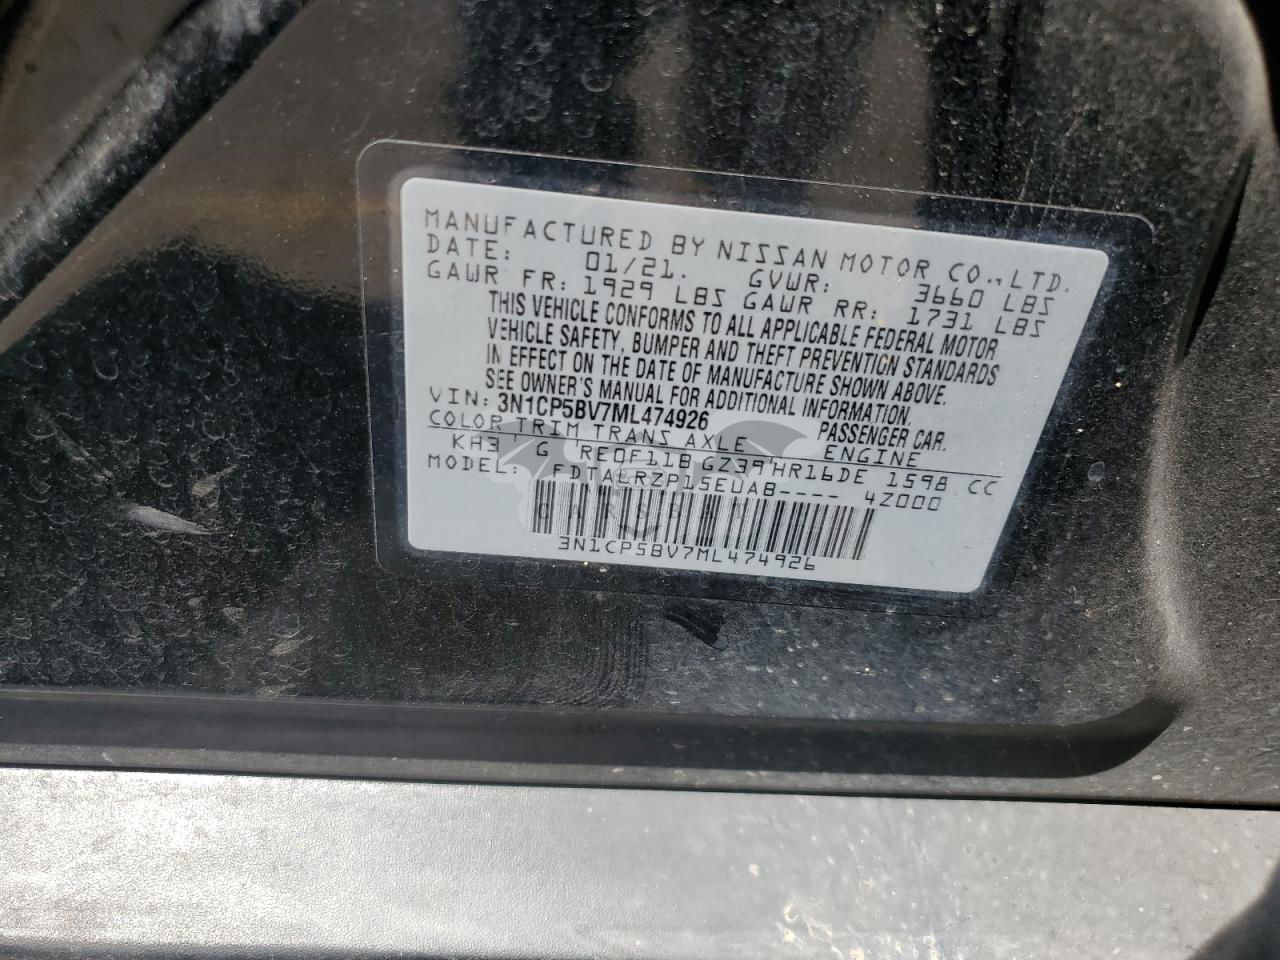 MANUFACTURED BY NISSAN MOTOR CO., LTD.
DATE: 01/21. GVWR: 3660 LBS
GAWR FR: 1929 LBS GAWR RR: 1731 LBS
THIS VEHICLE CONFORMS TO ALL APPLICABLE FEDERAL MOTOR
VEHICLE SAFETY, BUMPER AND THEFT PREVENTION STANDARDS
IN EFFECT ON THE DATE OF MANUFACTURE SHOWN ABOVE.
SEE OWNER'S MANUAL FOR ADDITIONAL INFORMATION.
VIN: 3N1CP5BV7ML474926 PASSENGER CAR.
COLOR TRIM TRANS AXLE ENGINE
KH3 G RE0F11B GZ39 HR16DE 1598 CC
MODEL: FDTALRZP15EUAB---- 4Z000
CARSBAT
3N1CP5BV7ML474926